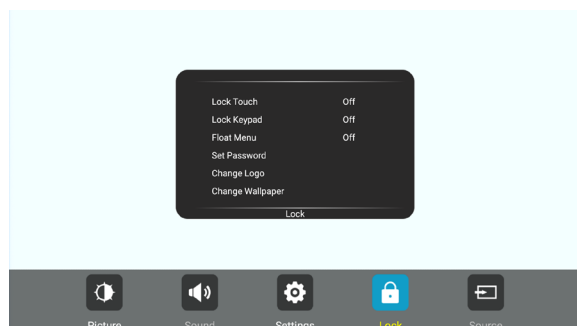 Lock Touch Off
Lock Keypad Off
Float Menu Off
Set Password
Change Logo
Change Wallpaper
Lock
Picture Sound Settings Lock Source